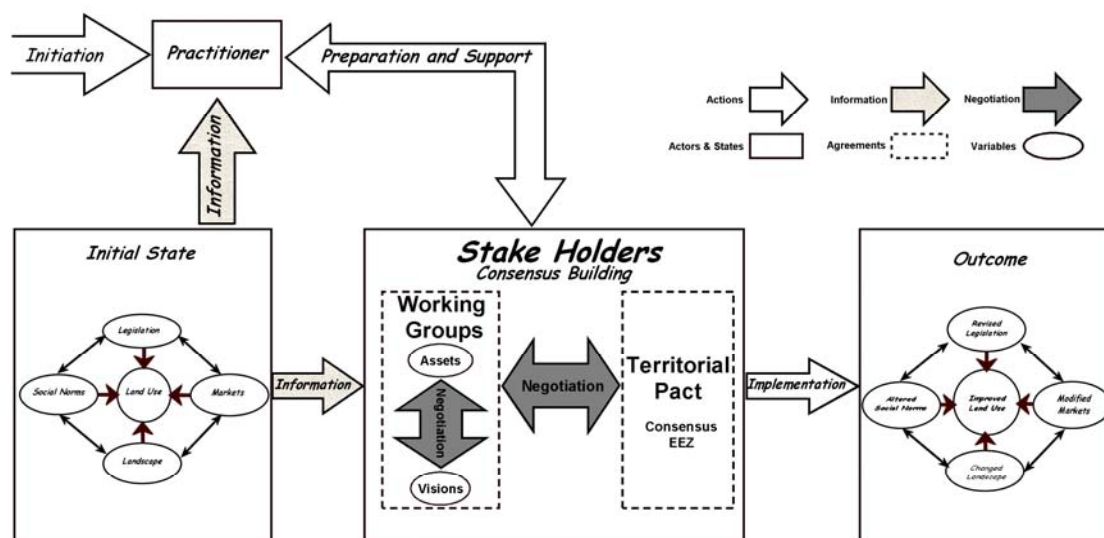 Initiation
Practitioner
Preparation and Support
Actions
Information
Negotiation
Actors & States
Agreements
Variables
Information
Initial State
Legislation
Social Norms
Land Use
Markets
Landscape
Information
Stake Holders
Consensus Building
Working
Groups
Assets
Negotiation
Visions
Negotiation
Territorial
Pact
Consensus
EEZ
Implementation
Outcome
Revised
Legislation
Altered
Social Norms
Improved
Land Use
Modified
Markets
Changed
Landscape